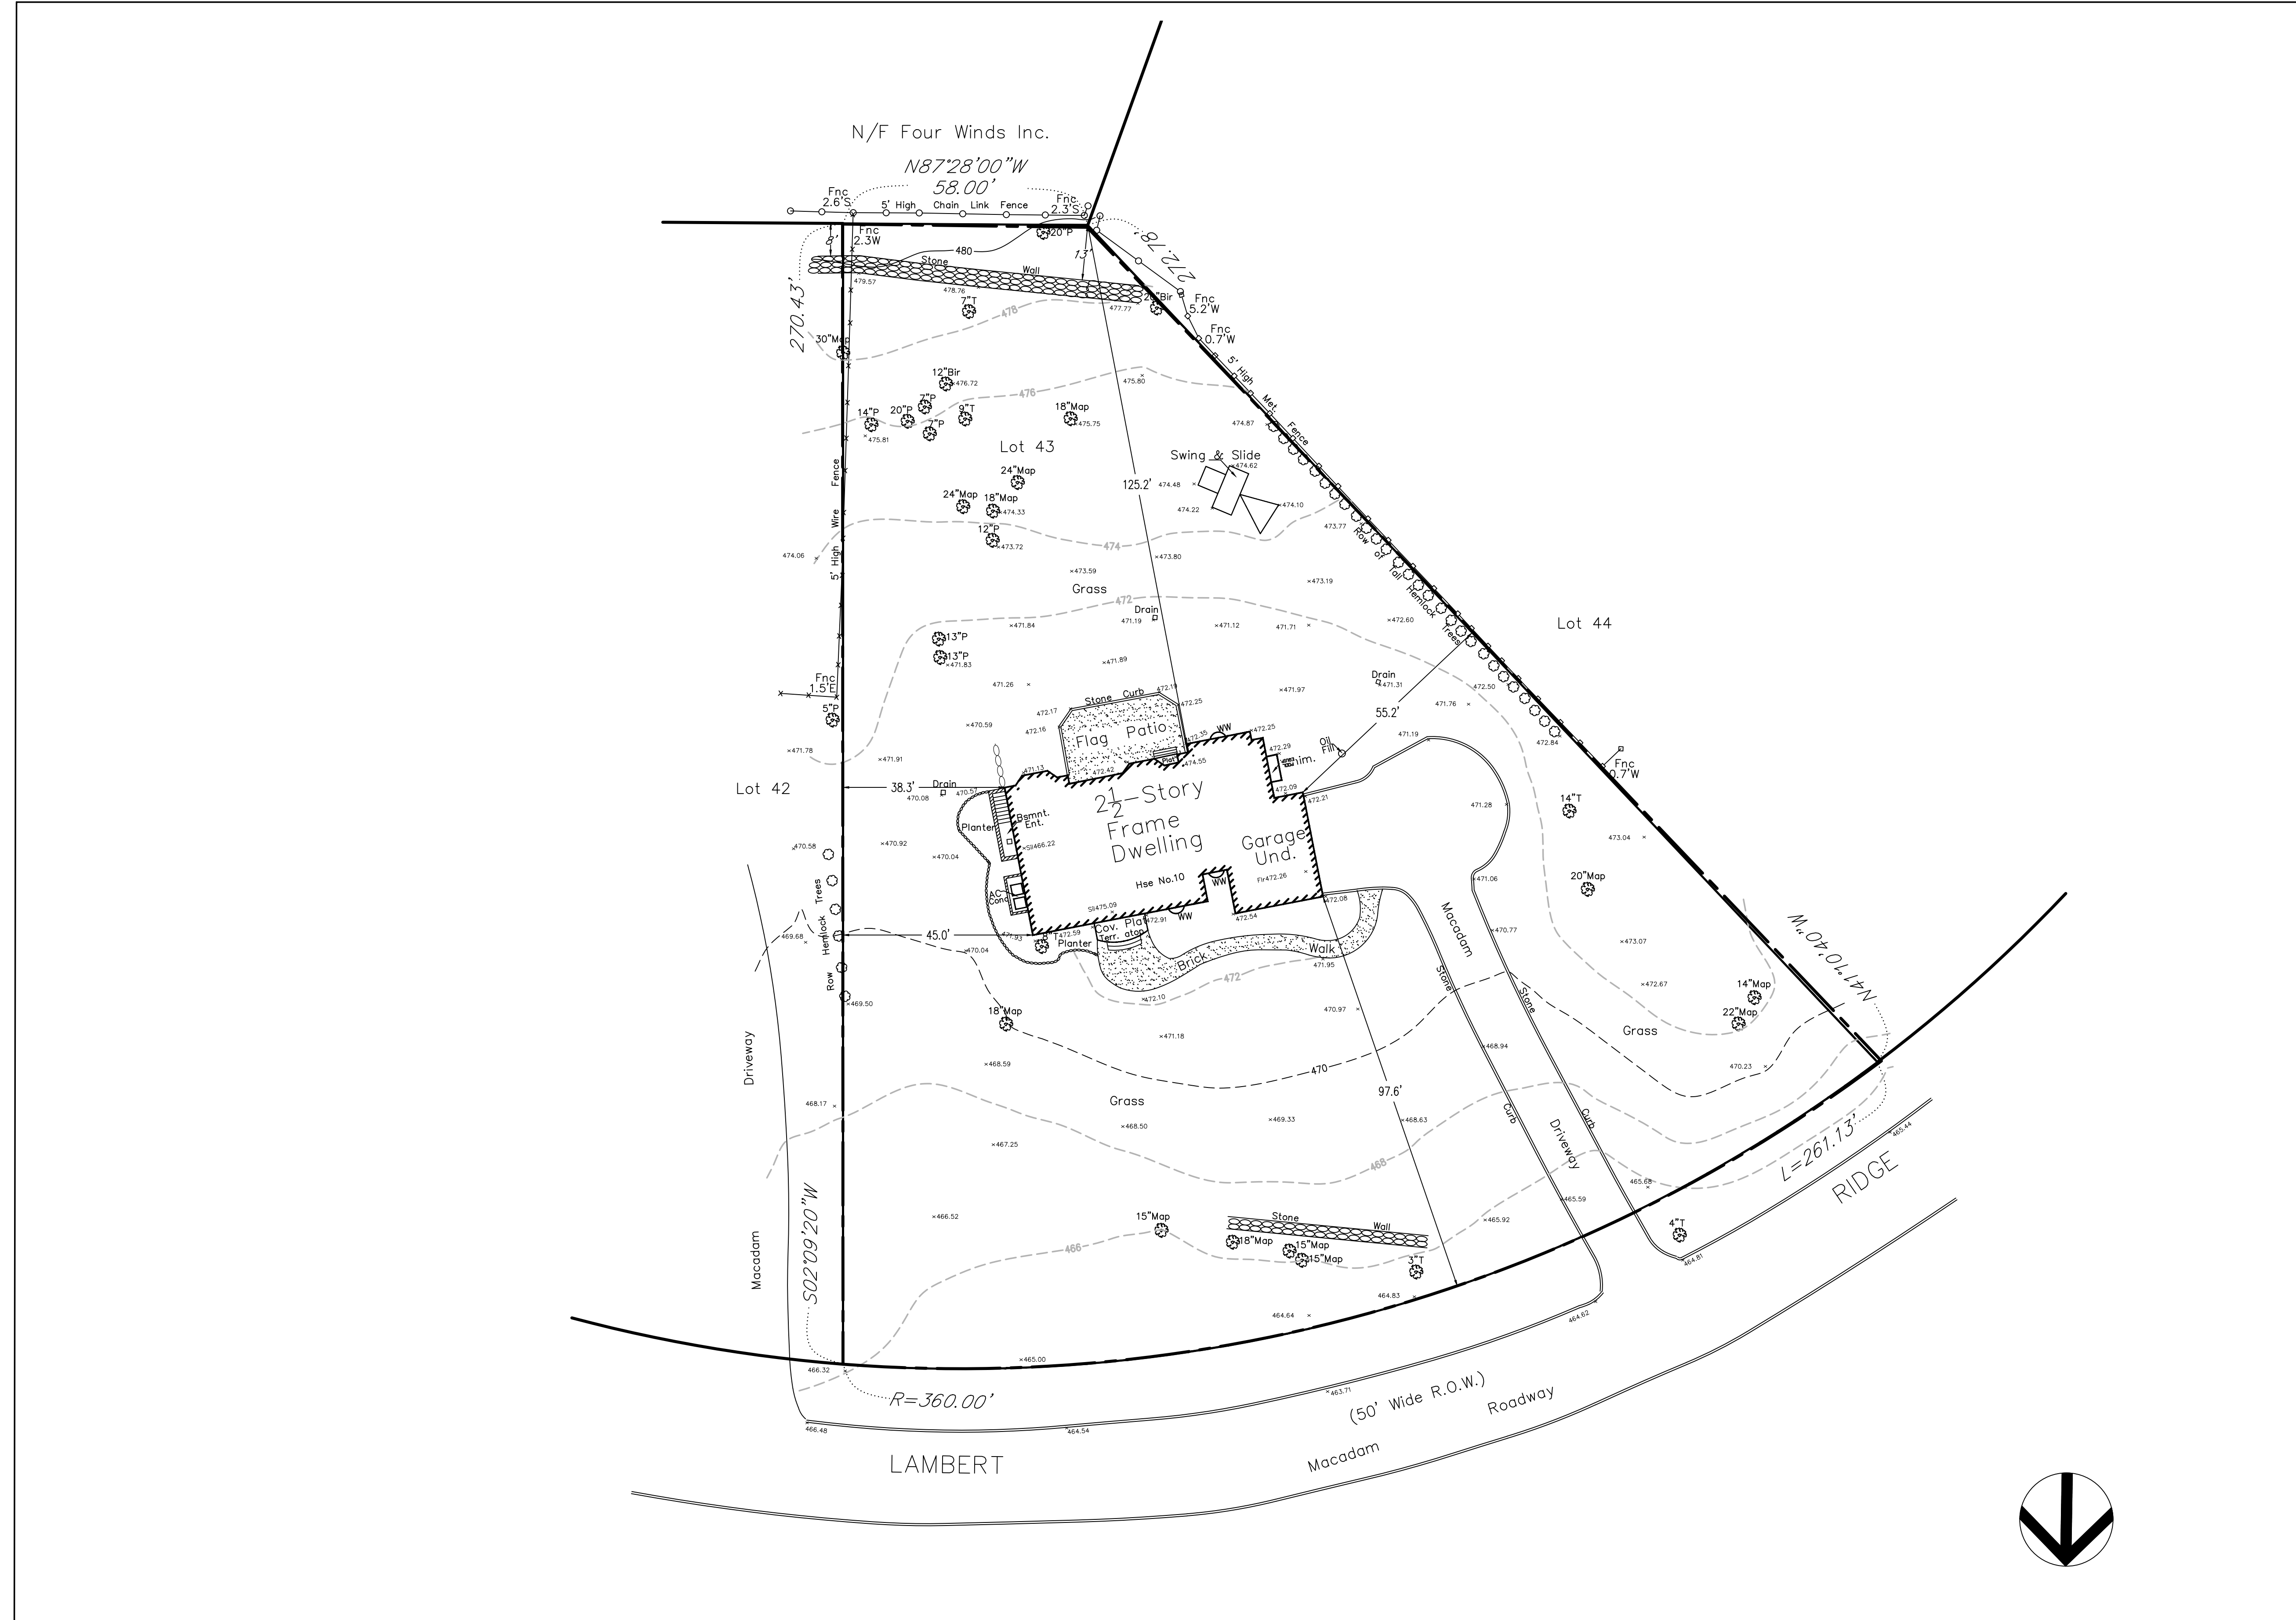 N/F Four Winds Inc.
N87°28'00"W
58.00'
Fnc
2.6'S
5' High Chain Link Fence
Fnc
2.3'S
Fnc
2.3W
8'
20"P
13'
272.78'
480
Stone Wall
270.43'
479.57
478.76
477.77
7"T
478
Fnc
5.2'W
Fnc
0.7'W
30"Map
5' High Met. Fence
12"Bir
476.72
475.80
476
7"P
14"P
20"P
9"T
7"P
18"Map
475.75
475.81
474.87
Lot 43
Swing & Slide
474.62
24"Map
125.2'
474.48
24"Map
18"Map
474.33
474.22
474.10
12"P
473.72
474
473.77
5' High Wire Fence
474.06
473.80
473.59
473.19
Grass
Row of Tall Hemlock Trees
472
Drain
471.19
471.84
471.12
471.71
472.60
Lot 44
13"P
13"P
471.83
471.89
Fnc
1.5'E
471.26
471.97
Drain
471.31
472.50
5"P
Stone Curb
472.19
472.17
472.25
471.76
55.2'
470.59
472.16
Flag Patio
472.35
WW
472.25
471.19
472.84
471.78
471.91
472.29
Oil
Fill
Chim.
Fnc
0.7'W
471.13
472.42
Plat
474.55
Lot 42
38.3'
Drain
470.08
470.57
2½-Story
Frame
Dwelling
472.09
472.21
471.28
14"T
Planter
Bsmnt.
Ent.
Sil466.22
Garage
Und.
473.04
470.58
470.92
470.04
Hse No.10
WW
Flr472.26
471.06
20"Map
AC
Cond
Sil475.09
WW
472.08
472.54
Row Hemlock Trees
469.68
45.0'
471.93
472.59
Cov. Plat
Terr. atop
472.91
Planter
470.04
Brick Walk
471.95
Macadam Driveway
470.77
473.07
N41°10'40"W
472
472.10
Stone Curb
Stone Curb
472.67
14"Map
469.50
18"Map
470.97
22"Map
Grass
471.18
468.94
468.59
470
470.23
Macadam Driveway
468.17
Grass
97.6'
469.33
468.63
468.50
467.25
468
L=261.13'
465.44
S02°09'20"W
466.52
15"Map
Stone Wall
465.59
465.92
465.68
RIDGE
18"Map
15"Map
15"Map
3"T
4"T
466
464.83
464.81
464.64
464.62
465.00
466.32
R=360.00'
463.71
(50' Wide R.O.W.)
Macadam Roadway
466.48
464.54
LAMBERT